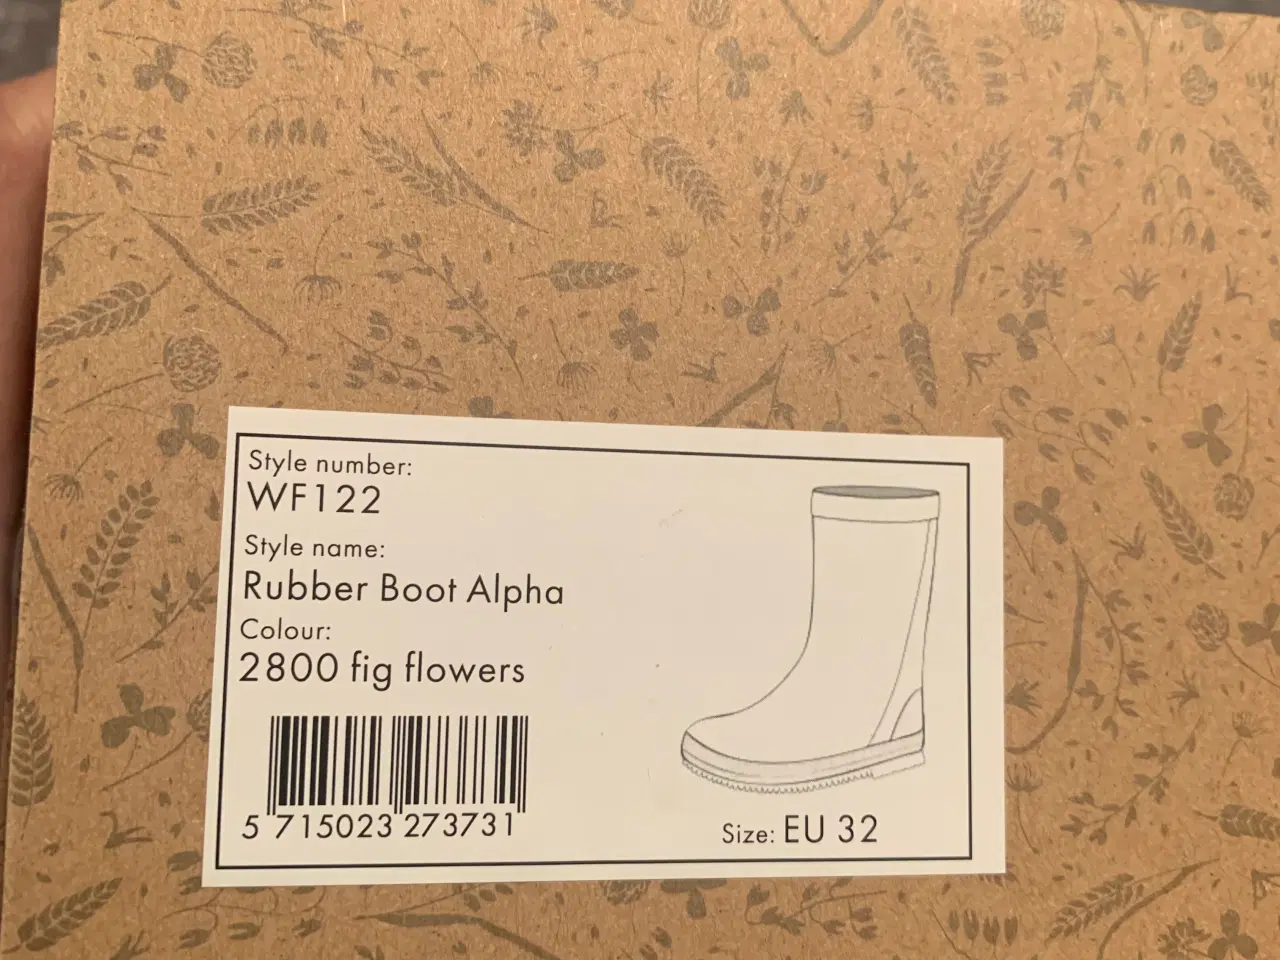 Style number:
WF122
Style name:
Rubber Boot Alpha
Colour:
2800 fig flowers
5 715023 273731
Size: EU 32